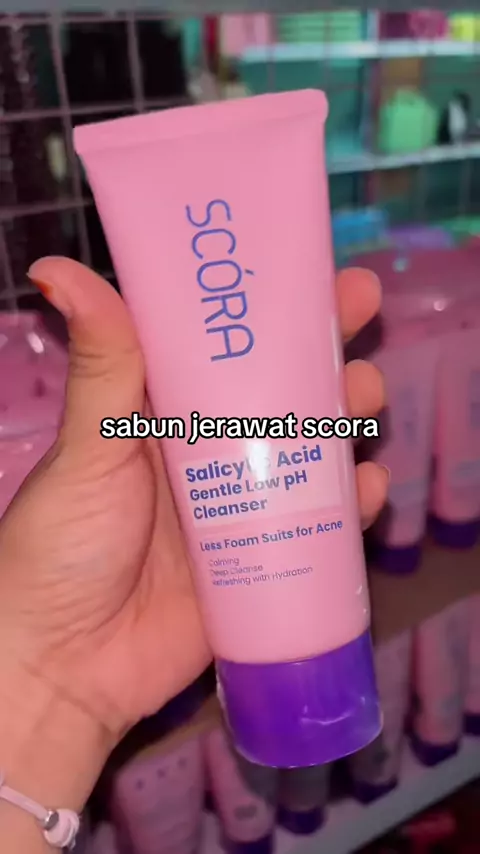 SCÓRA
sabun jerawat scora
Salicylic Acid
Gentle Low pH
Cleanser
Less Foam Suits for Acne
Calming
Deep Cleanse
Refreshing with Hydration